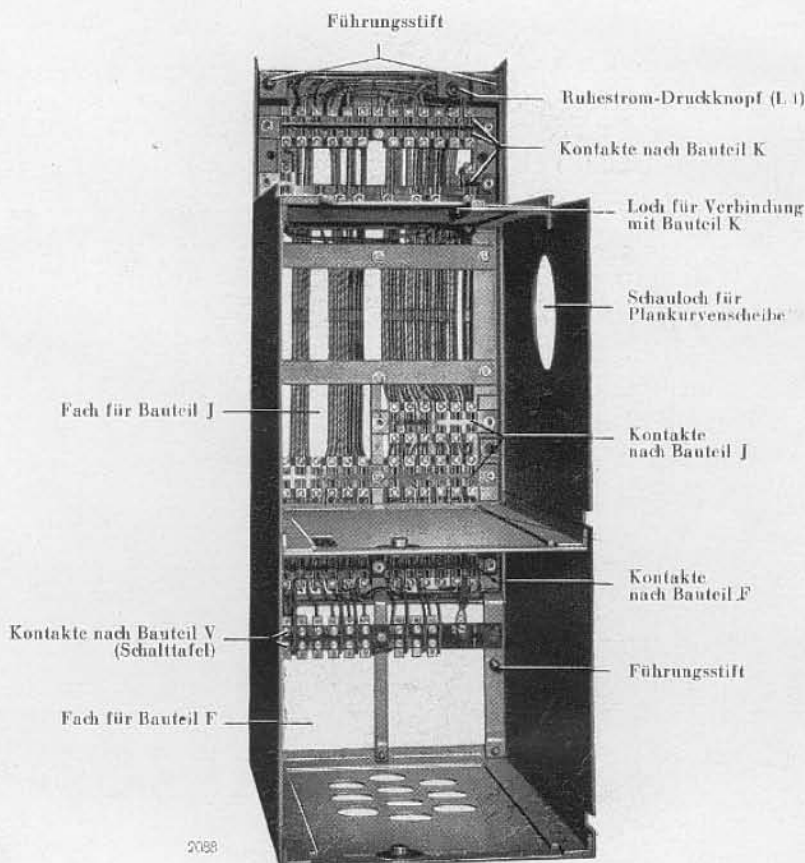 Führungsstift
Ruhestrom-Druckknopf (L 1)
Kontakte nach Bauteil K
Loch für Verbindung
mit Bauteil K
Schauloch für
Plankurvenscheibe
Fach für Bauteil J
Kontakte
nach Bauteil J
Kontakte
nach Bauteil F
Kontakte nach Bauteil V
(Schalttafel)
Führungsstift
Fach für Bauteil F
2088